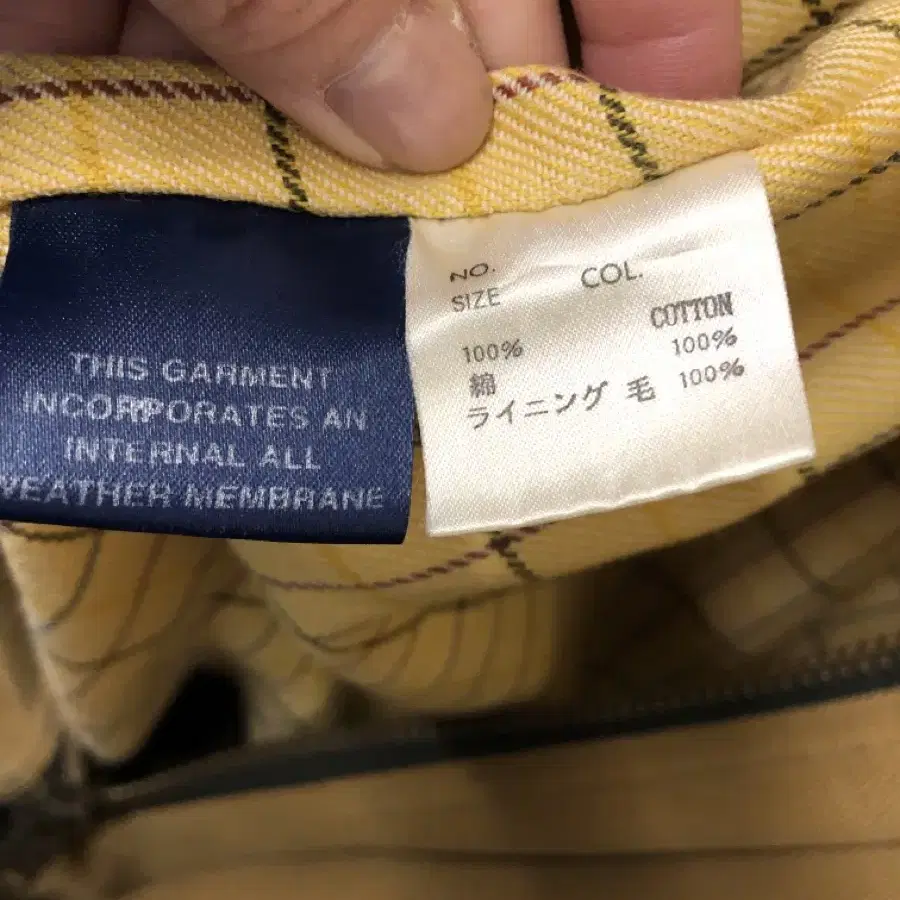 THIS GARMENT
INCORPORATES AN
INTERNAL ALL
WEATHER MEMBRANE
NO. COL.
SIZE
COTTON
100% 100%
綿
ライニング 毛 100%